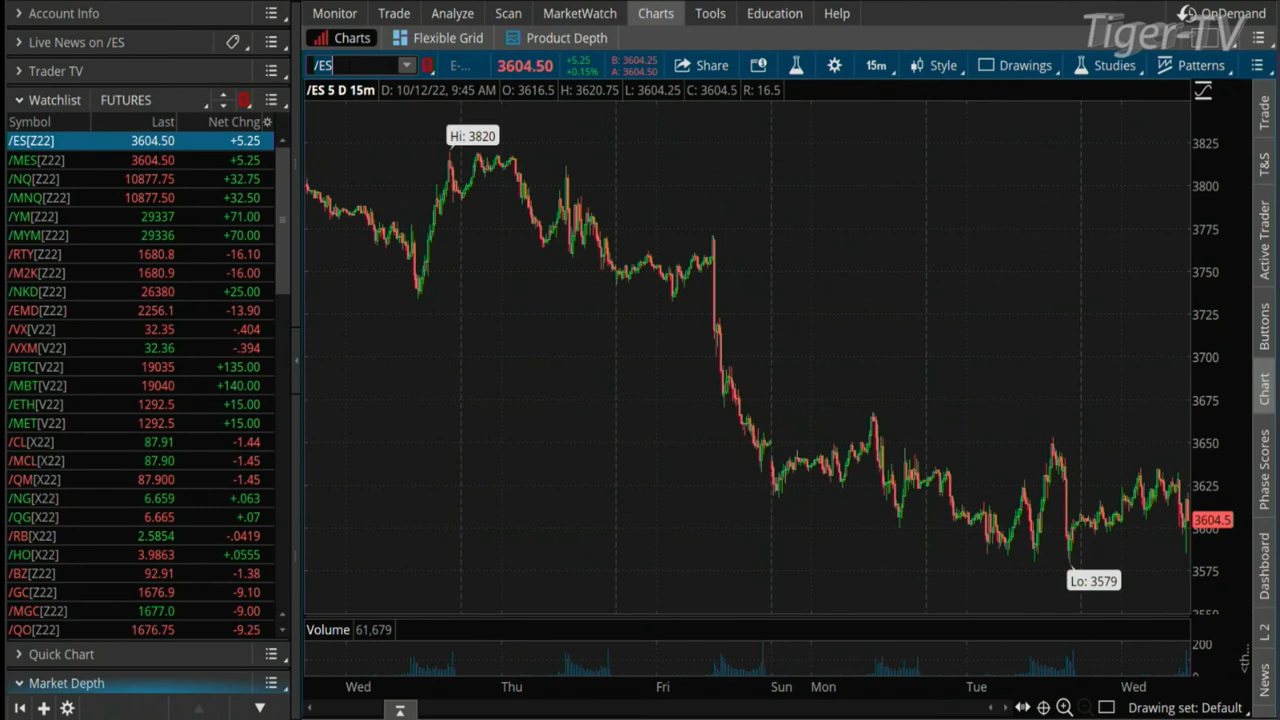 Account Info
Live News on /ES
Trader TV
Watchlist FUTURES
Symbol Last Net Chng
/ES[Z22] 3604.50 +5.25
/MES[Z22] 3604.50 +5.25
/NQ[Z22] 10877.75 +32.75
/MNQ[Z22] 10877.50 +32.50
/YM[Z22] 29337 +71.00
/MYM[Z22] 29336 +70.00
/RTY[Z22] 1680.8 -16.10
/M2K[Z22] 1680.9 -16.00
/NKD[Z22] 26380 +25.00
/EMD[Z22] 2256.1 -13.90
/VX[V22] 32.35 -.404
/VXM[V22] 32.36 -.394
/BTC[V22] 19035 +135.00
/MBT[V22] 19040 +140.00
/ETH[V22] 1292.5 +15.00
/MET[V22] 1292.5 +15.00
/CL[X22] 87.91 -1.44
/MCL[X22] 87.90 -1.45
/QM[X22] 87.900 -1.45
/NG[X22] 6.659 +.063
/QG[X22] 6.665 +.07
/RB[X22] 2.5854 -.0419
/HO[X22] 3.9863 +.0555
/BZ[Z22] 92.91 -1.38
/GC[Z22] 1676.9 -9.10
/MGC[Z22] 1677.0 -9.00
/QO[Z22] 1676.75 -9.25
Quick Chart
Market Depth
Monitor Trade Analyze Scan MarketWatch Charts Tools Education Help
OnDemand
Tiger-TV
Charts Flexible Grid Product Depth
/ES E-... 3604.50 +5.25 +0.15% B: 3604.25 A: 3604.50 Share 15m Style Drawings Studies Patterns
/ES 5 D 15m D: 10/12/22, 9:45 AM O: 3616.5 H: 3620.75 L: 3604.25 C: 3604.5 R: 16.5
Hi: 3820
Lo: 3579
3825
3800
3775
3750
3725
3700
3675
3650
3625
3604.5
3600
3575
3550
Volume 61,679
200
0
<th...
Wed Thu Fri Sun Mon Tue Wed
Drawing set: Default
Trade
T&S
Active Trader
Buttons
Chart
Phase Scores
Dashboard
L 2
News